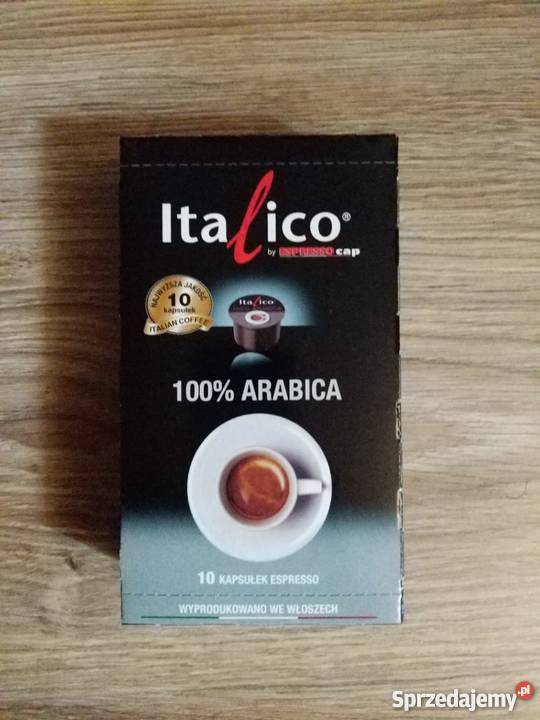 Italico®
by ESPRESSO cap
NAJWYŻSZA JAKOŚĆ
10
kapsułek
ITALIAN COFFEE
Italico
100% ARABICA
10 KAPSUŁEK ESPRESSO
WYPRODUKOWANO WE WŁOSZECH
Sprzedajemy.pl